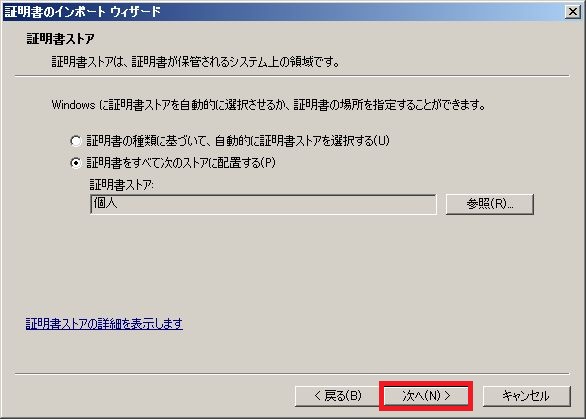 証明書のインポート ウィザード
証明書ストア
証明書ストアは、証明書が保管されるシステム上の領域です。
Windows に証明書ストアを自動的に選択させるか、証明書の場所を指定することができます。
証明書の種類に基づいて、自動的に証明書ストアを選択する(U)
証明書をすべて次のストアに配置する(P)
証明書ストア:
個人
参照(R)...
証明書ストアの詳細を表示します
< 戻る(B)
次へ(N) >
キャンセル